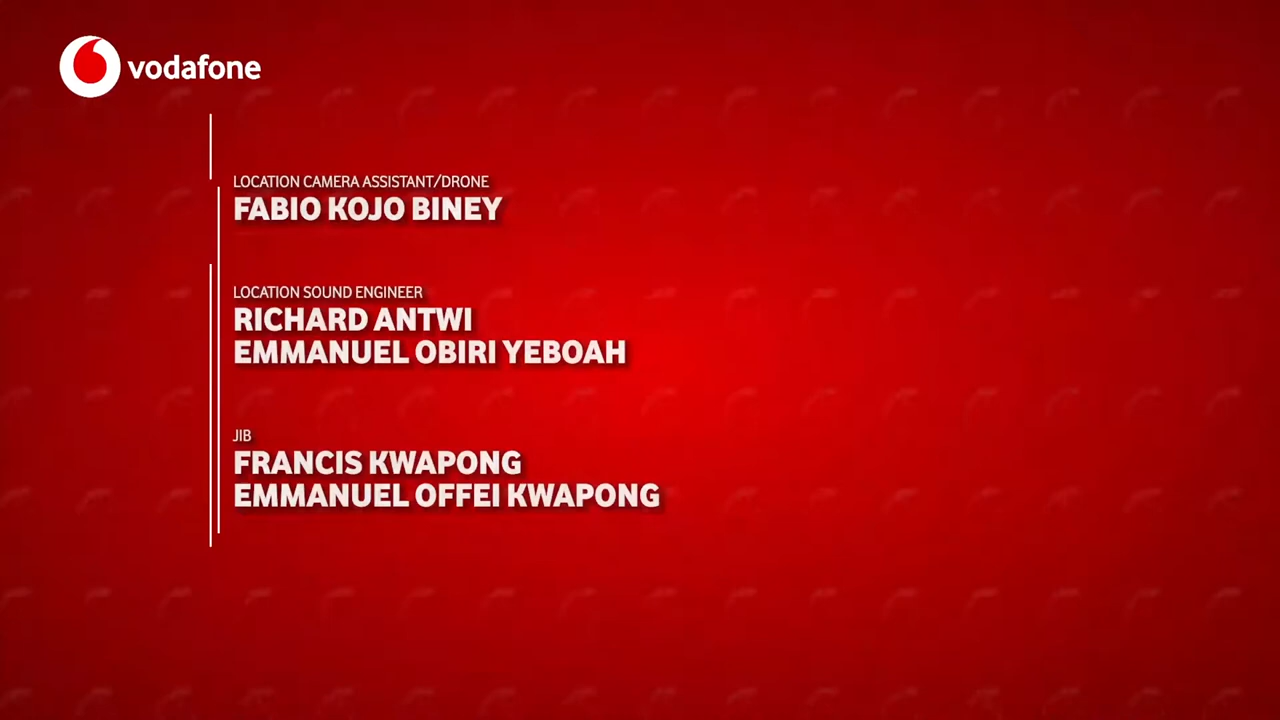 vodafone
LOCATION CAMERA ASSISTANT/DRONE
FABIO KOJO BINEY
LOCATION SOUND ENGINEER
RICHARD ANTWI
EMMANUEL OBIRI YEBOAH
JIB
FRANCIS KWAPONG
EMMANUEL OFFEI KWAPONG